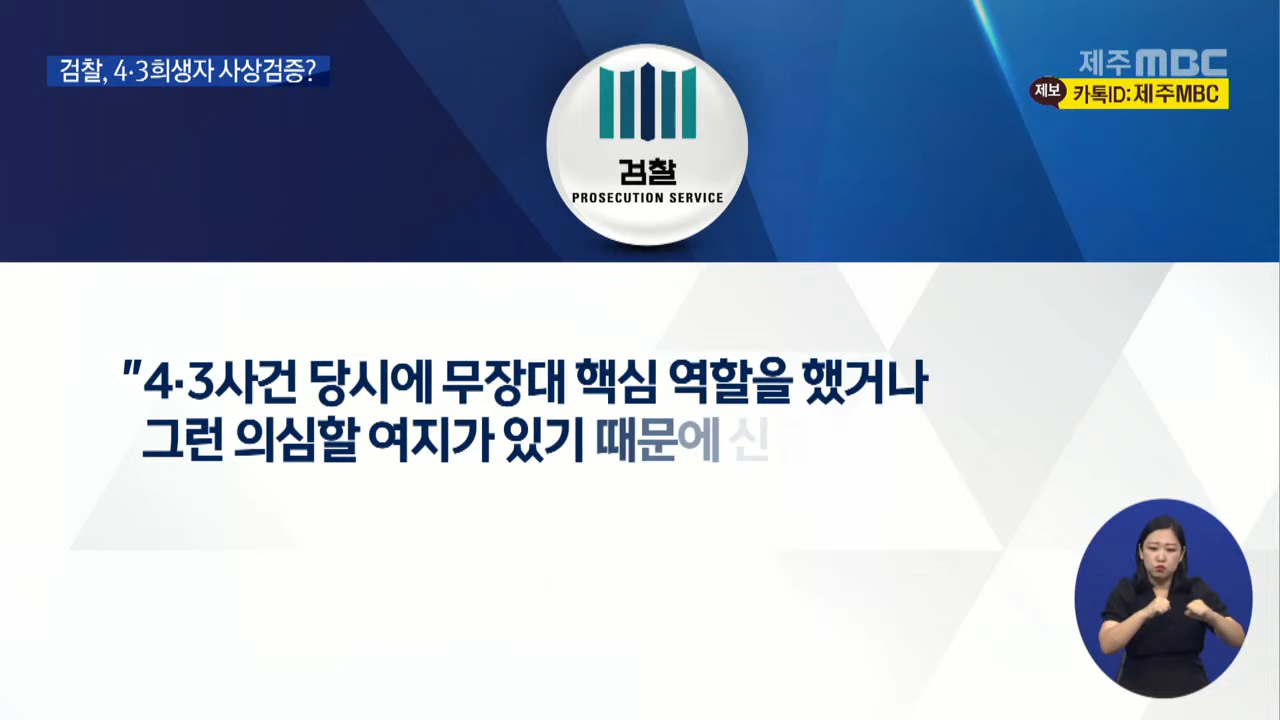 검찰, 4·3희생자 사상검증?
제주MBC
제보 카톡ID:제주MBC
검찰
PROSECUTION SERVICE
"4·3사건 당시에 무장대 핵심 역할을 했거나
그런 의심할 여지가 있기 때문에 신